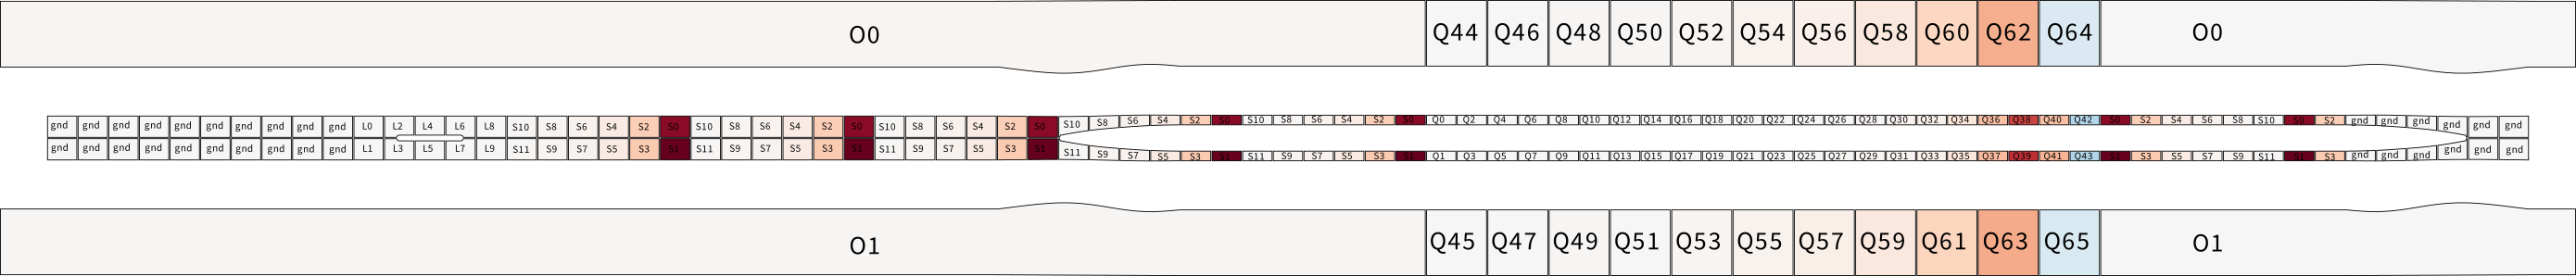 O0 Q44 Q46 Q48 Q50 Q52 Q54 Q56 Q58 Q60 Q62 Q64 O0
gnd gnd gnd gnd gnd gnd gnd gnd gnd gnd L0 L2 L4 L6 L8 S10 S8 S6 S4 S2 S0 S10 S8 S6 S4 S2 S0 S10 S8 S6 S4 S2 S0 S10 S8 S6 S4 S2 S0 S10 S8 S6 S4 S2 S0 Q0 Q2 Q4 Q6 Q8 Q10 Q12 Q14 Q16 Q18 Q20 Q22 Q24 Q26 Q28 Q30 Q32 Q34 Q36 Q38 Q40 Q42 S0 S2 S4 S6 S8 S10 S0 S2 gnd gnd gnd gnd gnd gnd
gnd gnd gnd gnd gnd gnd gnd gnd gnd gnd L1 L3 L5 L7 L9 S11 S9 S7 S5 S3 S1 S11 S9 S7 S5 S3 S1 S11 S9 S7 S5 S3 S1 S11 S9 S7 S5 S3 S1 S11 S9 S7 S5 S3 S1 Q1 Q3 Q5 Q7 Q9 Q11 Q13 Q15 Q17 Q19 Q21 Q23 Q25 Q27 Q29 Q31 Q33 Q35 Q37 Q39 Q41 Q43 S1 S3 S5 S7 S9 S11 S1 S3 gnd gnd gnd gnd gnd gnd
O1 Q45 Q47 Q49 Q51 Q53 Q55 Q57 Q59 Q61 Q63 Q65 O1